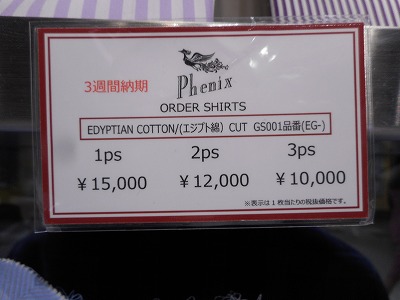 3週間納期
Phenix
ORDER SHIRTS
EDYPTIAN COTTON/(エジプト綿) CUT GS001品番(EG-)
1ps 2ps 3ps
￥15,000 ￥12,000 ￥10,000
※表示は1枚当たりの税抜価格です。